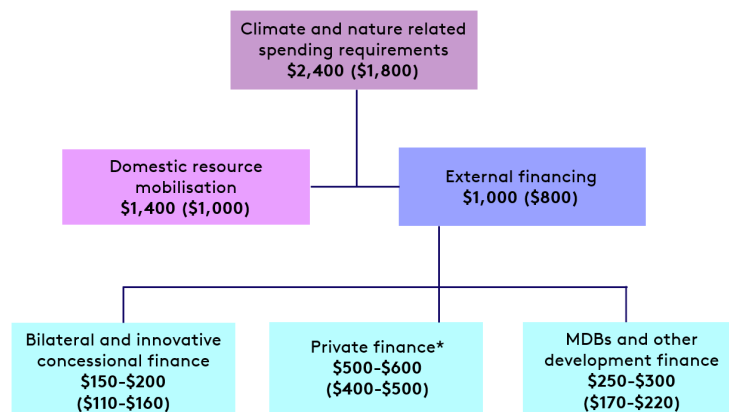 Climate and nature related
spending requirements
$2,400 ($1,800)
Domestic resource
mobilisation
$1,400 ($1,000)
External financing
$1,000 ($800)
Bilateral and innovative
concessional finance
$150-$200
($110-$160)
Private finance*
$500-$600
($400-$500)
MDBs and other
development finance
$250-$300
($170-$220)